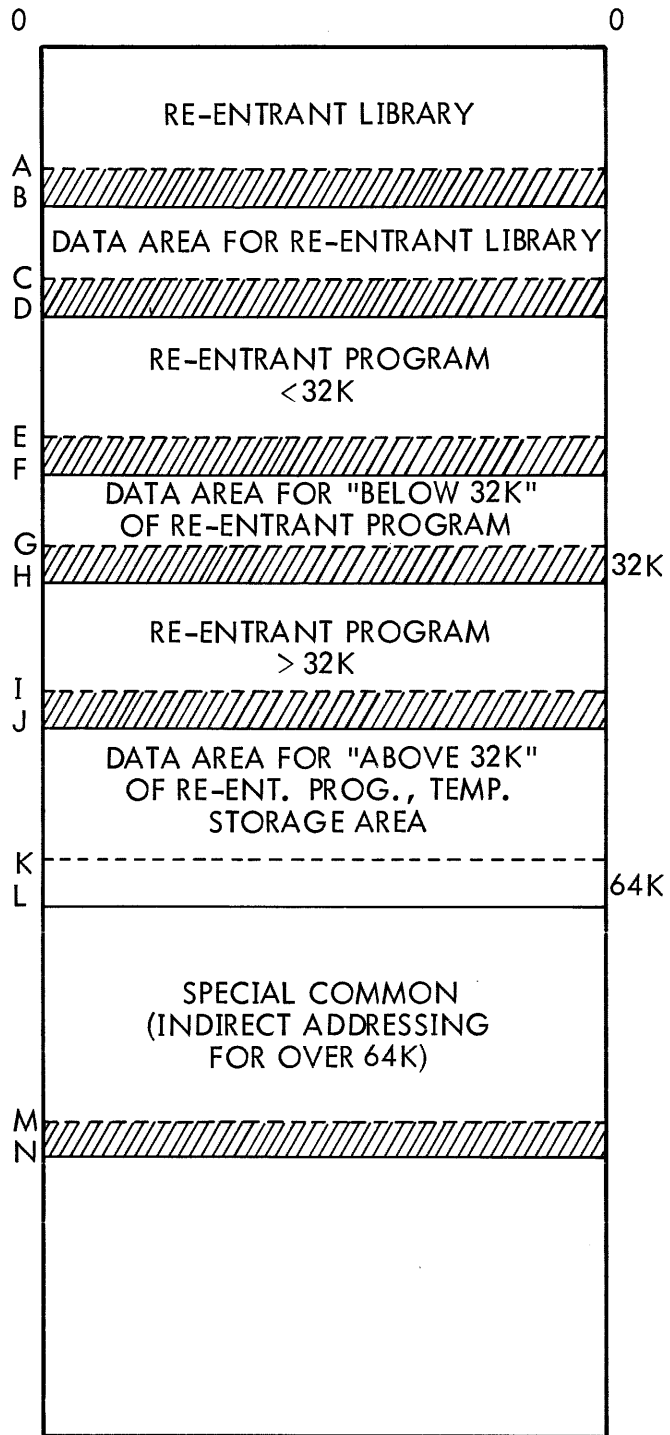 0 0
RE-ENTRANT LIBRARY
A
B
DATA AREA FOR RE-ENTRANT LIBRARY
C
D
RE-ENTRANT PROGRAM
<32K
E
F
DATA AREA FOR "BELOW 32K"
OF RE-ENTRANT PROGRAM
G
H 32K
RE-ENTRANT PROGRAM
> 32K
I
J
DATA AREA FOR "ABOVE 32K"
OF RE-ENT. PROG., TEMP.
STORAGE AREA
K
L 64K
SPECIAL COMMON
(INDIRECT ADDRESSING
FOR OVER 64K)
M
N